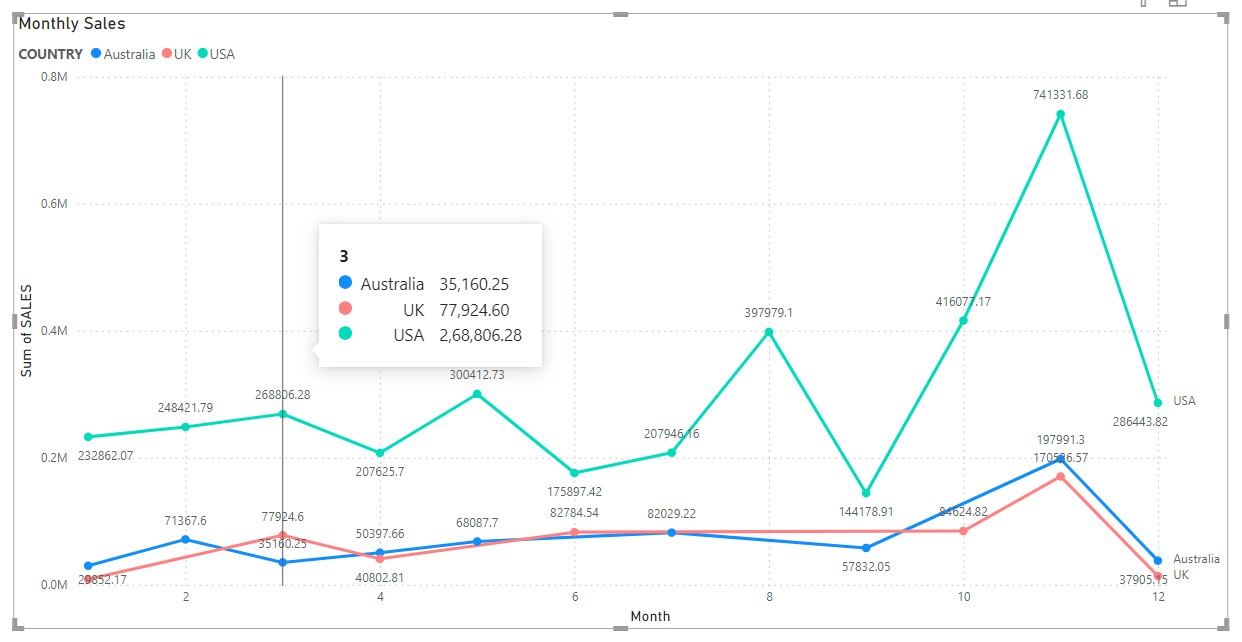 Monthly Sales
COUNTRY Australia UK USA
0.8M
741331.68
0.6M
3
Australia 35,160.25
UK 77,924.60
USA 2,68,806.28
Sum of SALES
0.4M
397979.1
416077.17
300412.73
268806.28
248421.79
232862.07
207625.7
207946.16
USA
286443.82
0.2M
197991.3
175897.42
144178.91
82784.54
82029.22
84624.82
77924.6
71367.6
68087.7
50397.66
35160.25
57832.05
40802.81
Australia
UK
37905.15
0.0M
2 4 6 8 10 12
Month